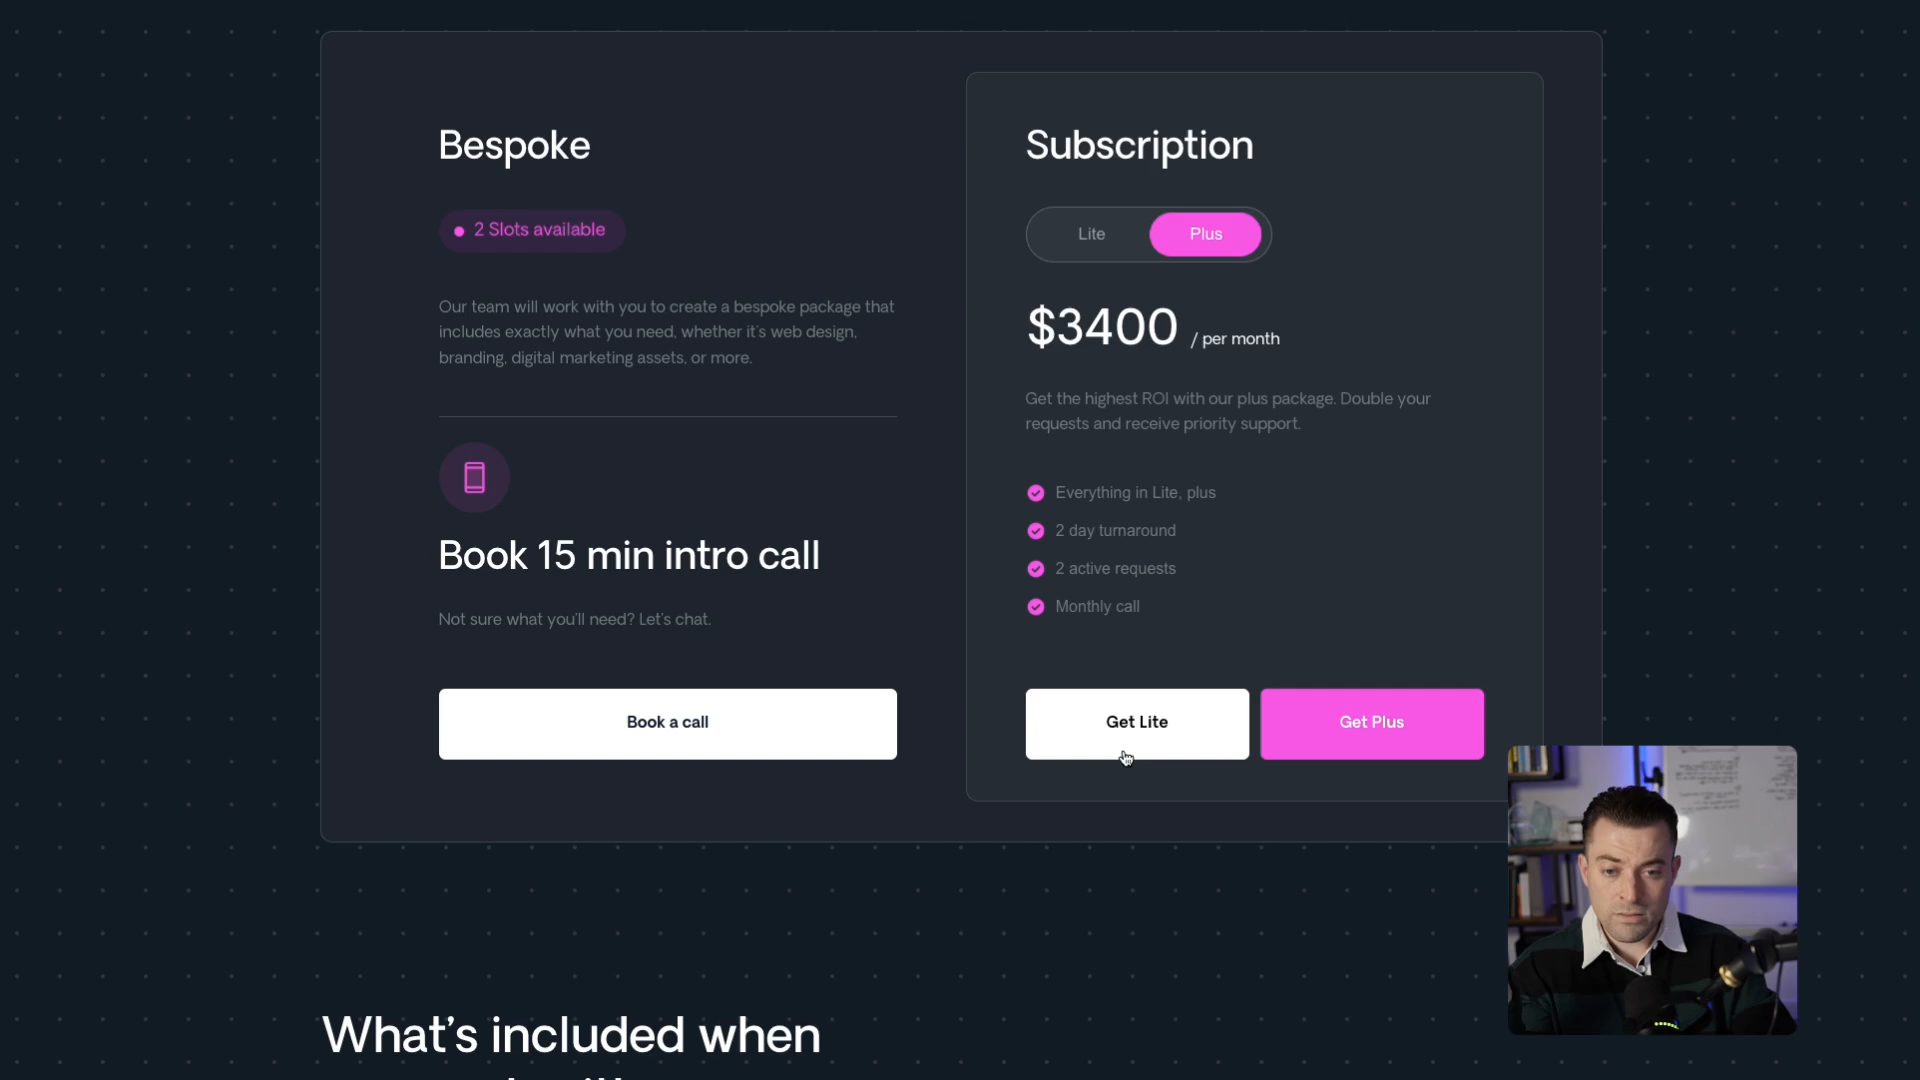 Bespoke
2 Slots available
Our team will work with you to create a bespoke package that
includes exactly what you need, whether it's web design,
branding, digital marketing assets, or more.
Book 15 min intro call
Not sure what you'll need? Let's chat.
Book a call
Subscription
Lite
Plus
$3400 / per month
Get the highest ROI with our plus package. Double your
requests and receive priority support.
Everything in Lite, plus
2 day turnaround
2 active requests
Monthly call
Get Lite
Get Plus
What's included when